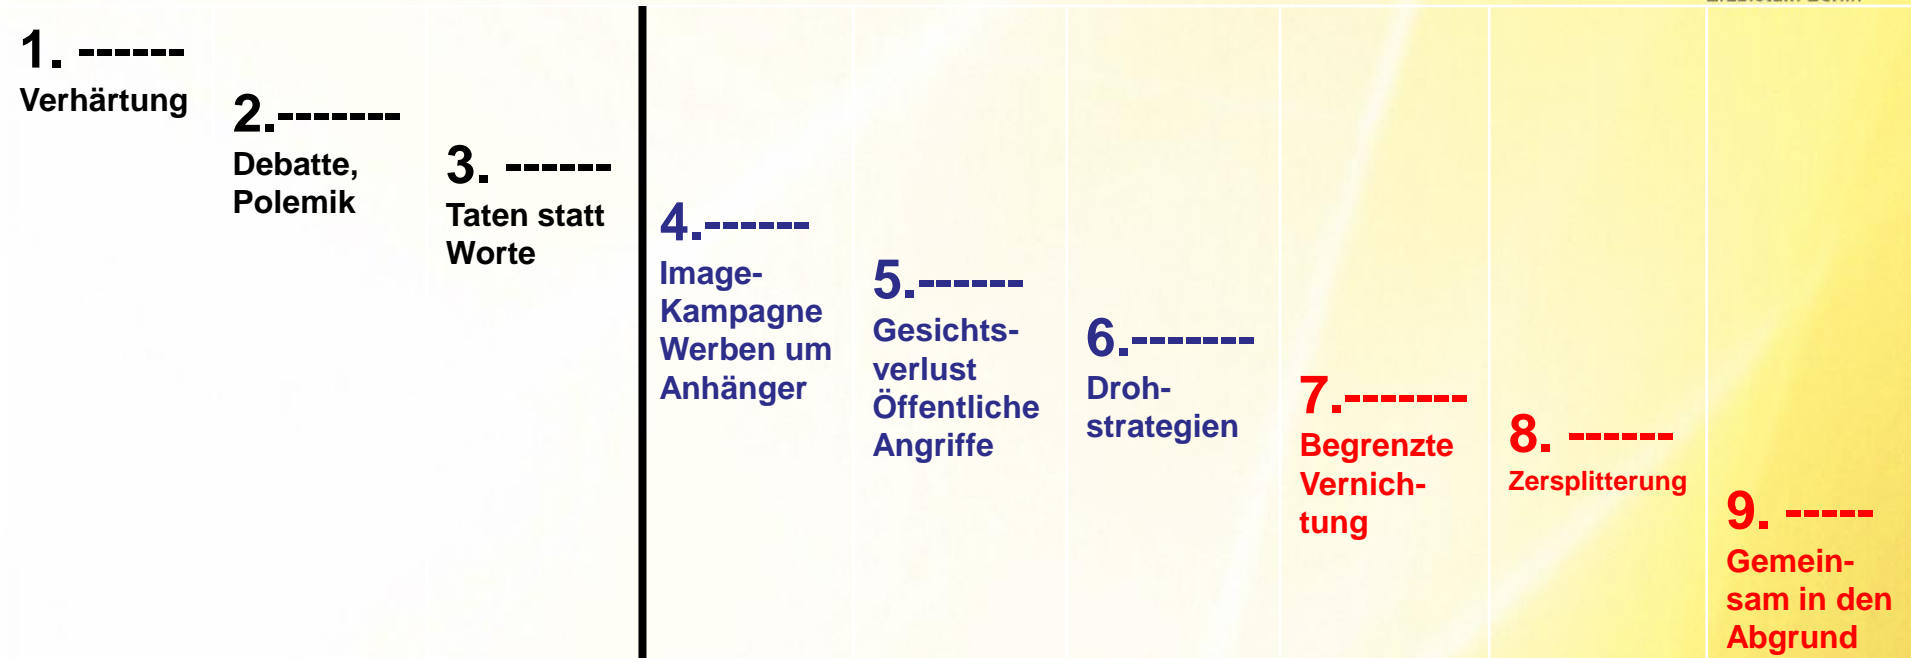 1. ------
Verhärtung
2.-------
Debatte,
Polemik
3. ------
Taten statt
Worte
4.------
Image-
Kampagne
Werben um
Anhänger
5.------
Gesichts-
verlust
Öffentliche
Angriffe
6.-------
Droh-
strategien
7.-------
Begrenzte
Vernich-
tung
8. ------
Zersplitterung
9. -----
Gemein-
sam in den
Abgrund